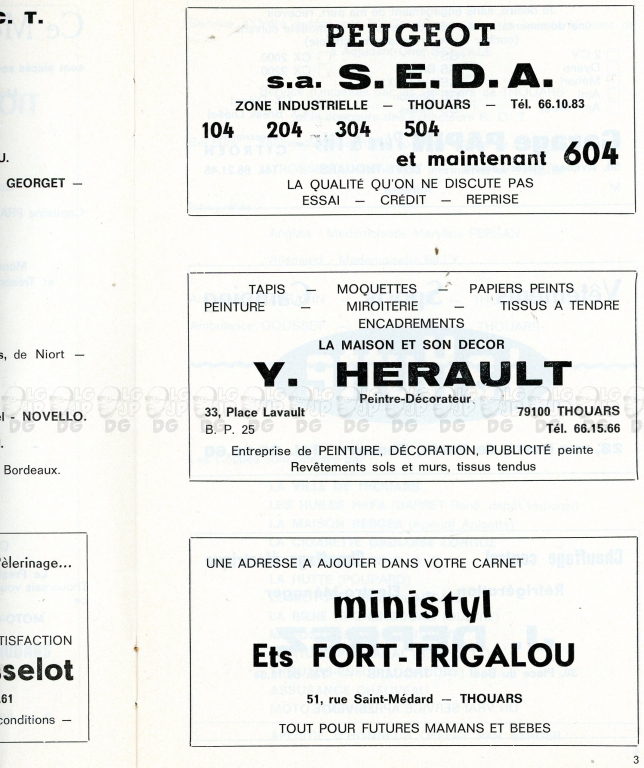 C. T.
U.
GEORGET —
s, de Niort —
el - NOVELLO.
Bordeaux.
Pèlerinage...
TISFACTION
sselot
.61
conditions —
PEUGEOT
s.a. S. E. D. A.
ZONE INDUSTRIELLE — THOUARS — Tél. 66.10.83
104 204 304 504
et maintenant 604
LA QUALITÉ QU'ON NE DISCUTE PAS
ESSAI — CRÉDIT — REPRISE
TAPIS — MOQUETTES — PAPIERS PEINTS
PEINTURE — MIROITERIE — TISSUS A TENDRE
ENCADREMENTS
LA MAISON ET SON DECOR
Y. HERAULT
Peintre-Décorateur
33, Place Lavault 79100 THOUARS
B. P. 25 Tél. 66.15.66
Entreprise de PEINTURE, DÉCORATION, PUBLICITÉ peinte
Revêtements sols et murs, tissus tendus
UNE ADRESSE A AJOUTER DANS VOTRE CARNET
ministyl
Ets FORT-TRIGALOU
51, rue Saint-Médard — THOUARS
TOUT POUR FUTURES MAMANS ET BEBES
3